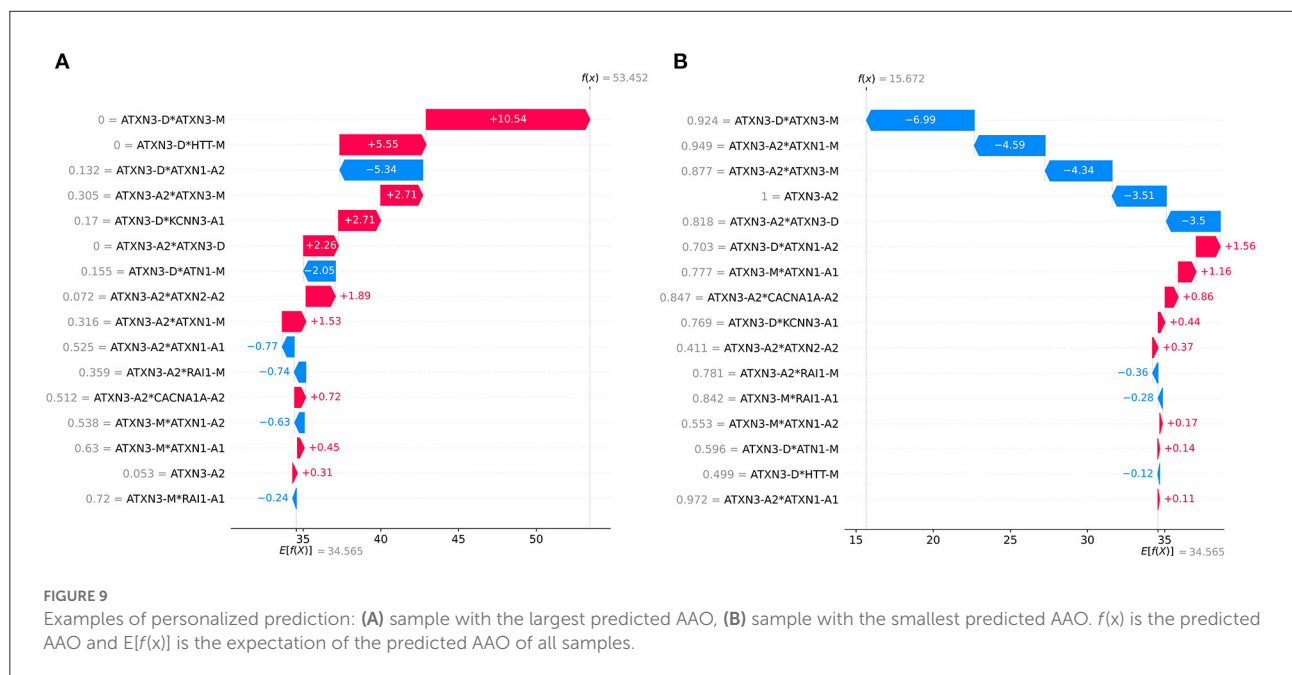 A
f(x) = 53.452
0 = ATXN3-D*ATXN3-M
+10.54
0 = ATXN3-D*HTT-M
+5.55
0.132 = ATXN3-D*ATXN1-A2
−5.34
0.305 = ATXN3-A2*ATXN3-M
+2.71
0.17 = ATXN3-D*KCNN3-A1
+2.71
0 = ATXN3-A2*ATXN3-D
+2.26
0.155 = ATXN3-D*ATN1-M
−2.05
0.072 = ATXN3-A2*ATXN2-A2
+1.89
0.316 = ATXN3-A2*ATXN1-M
+1.53
0.525 = ATXN3-A2*ATXN1-A1
−0.77
0.359 = ATXN3-A2*RAI1-M
−0.74
0.512 = ATXN3-A2*CACNA1A-A2
+0.72
0.538 = ATXN3-M*ATXN1-A2
−0.63
0.63 = ATXN3-M*ATXN1-A1
+0.45
0.053 = ATXN3-A2
+0.31
0.72 = ATXN3-M*RAI1-A1
−0.24
35 40 45 50
E[f(X)] = 34.565
B
f(x) = 15.672
0.924 = ATXN3-D*ATXN3-M
−6.99
0.949 = ATXN3-A2*ATXN1-M
−4.59
0.877 = ATXN3-A2*ATXN3-M
−4.34
1 = ATXN3-A2
−3.51
0.818 = ATXN3-A2*ATXN3-D
−3.5
0.703 = ATXN3-D*ATXN1-A2
+1.56
0.777 = ATXN3-M*ATXN1-A1
+1.16
0.847 = ATXN3-A2*CACNA1A-A2
+0.86
0.769 = ATXN3-D*KCNN3-A1
+0.44
0.411 = ATXN3-A2*ATXN2-A2
+0.37
0.781 = ATXN3-A2*RAI1-M
−0.36
0.842 = ATXN3-M*RAI1-A1
−0.28
0.553 = ATXN3-M*ATXN1-A2
+0.17
0.596 = ATXN3-D*ATN1-M
+0.14
0.499 = ATXN3-D*HTT-M
−0.12
0.972 = ATXN3-A2*ATXN1-A1
+0.11
15 20 25 30 35
E[f(X)] = 34.565
FIGURE 9
Examples of personalized prediction: (A) sample with the largest predicted AAO, (B) sample with the smallest predicted AAO. f(x) is the predicted
AAO and E[f(x)] is the expectation of the predicted AAO of all samples.